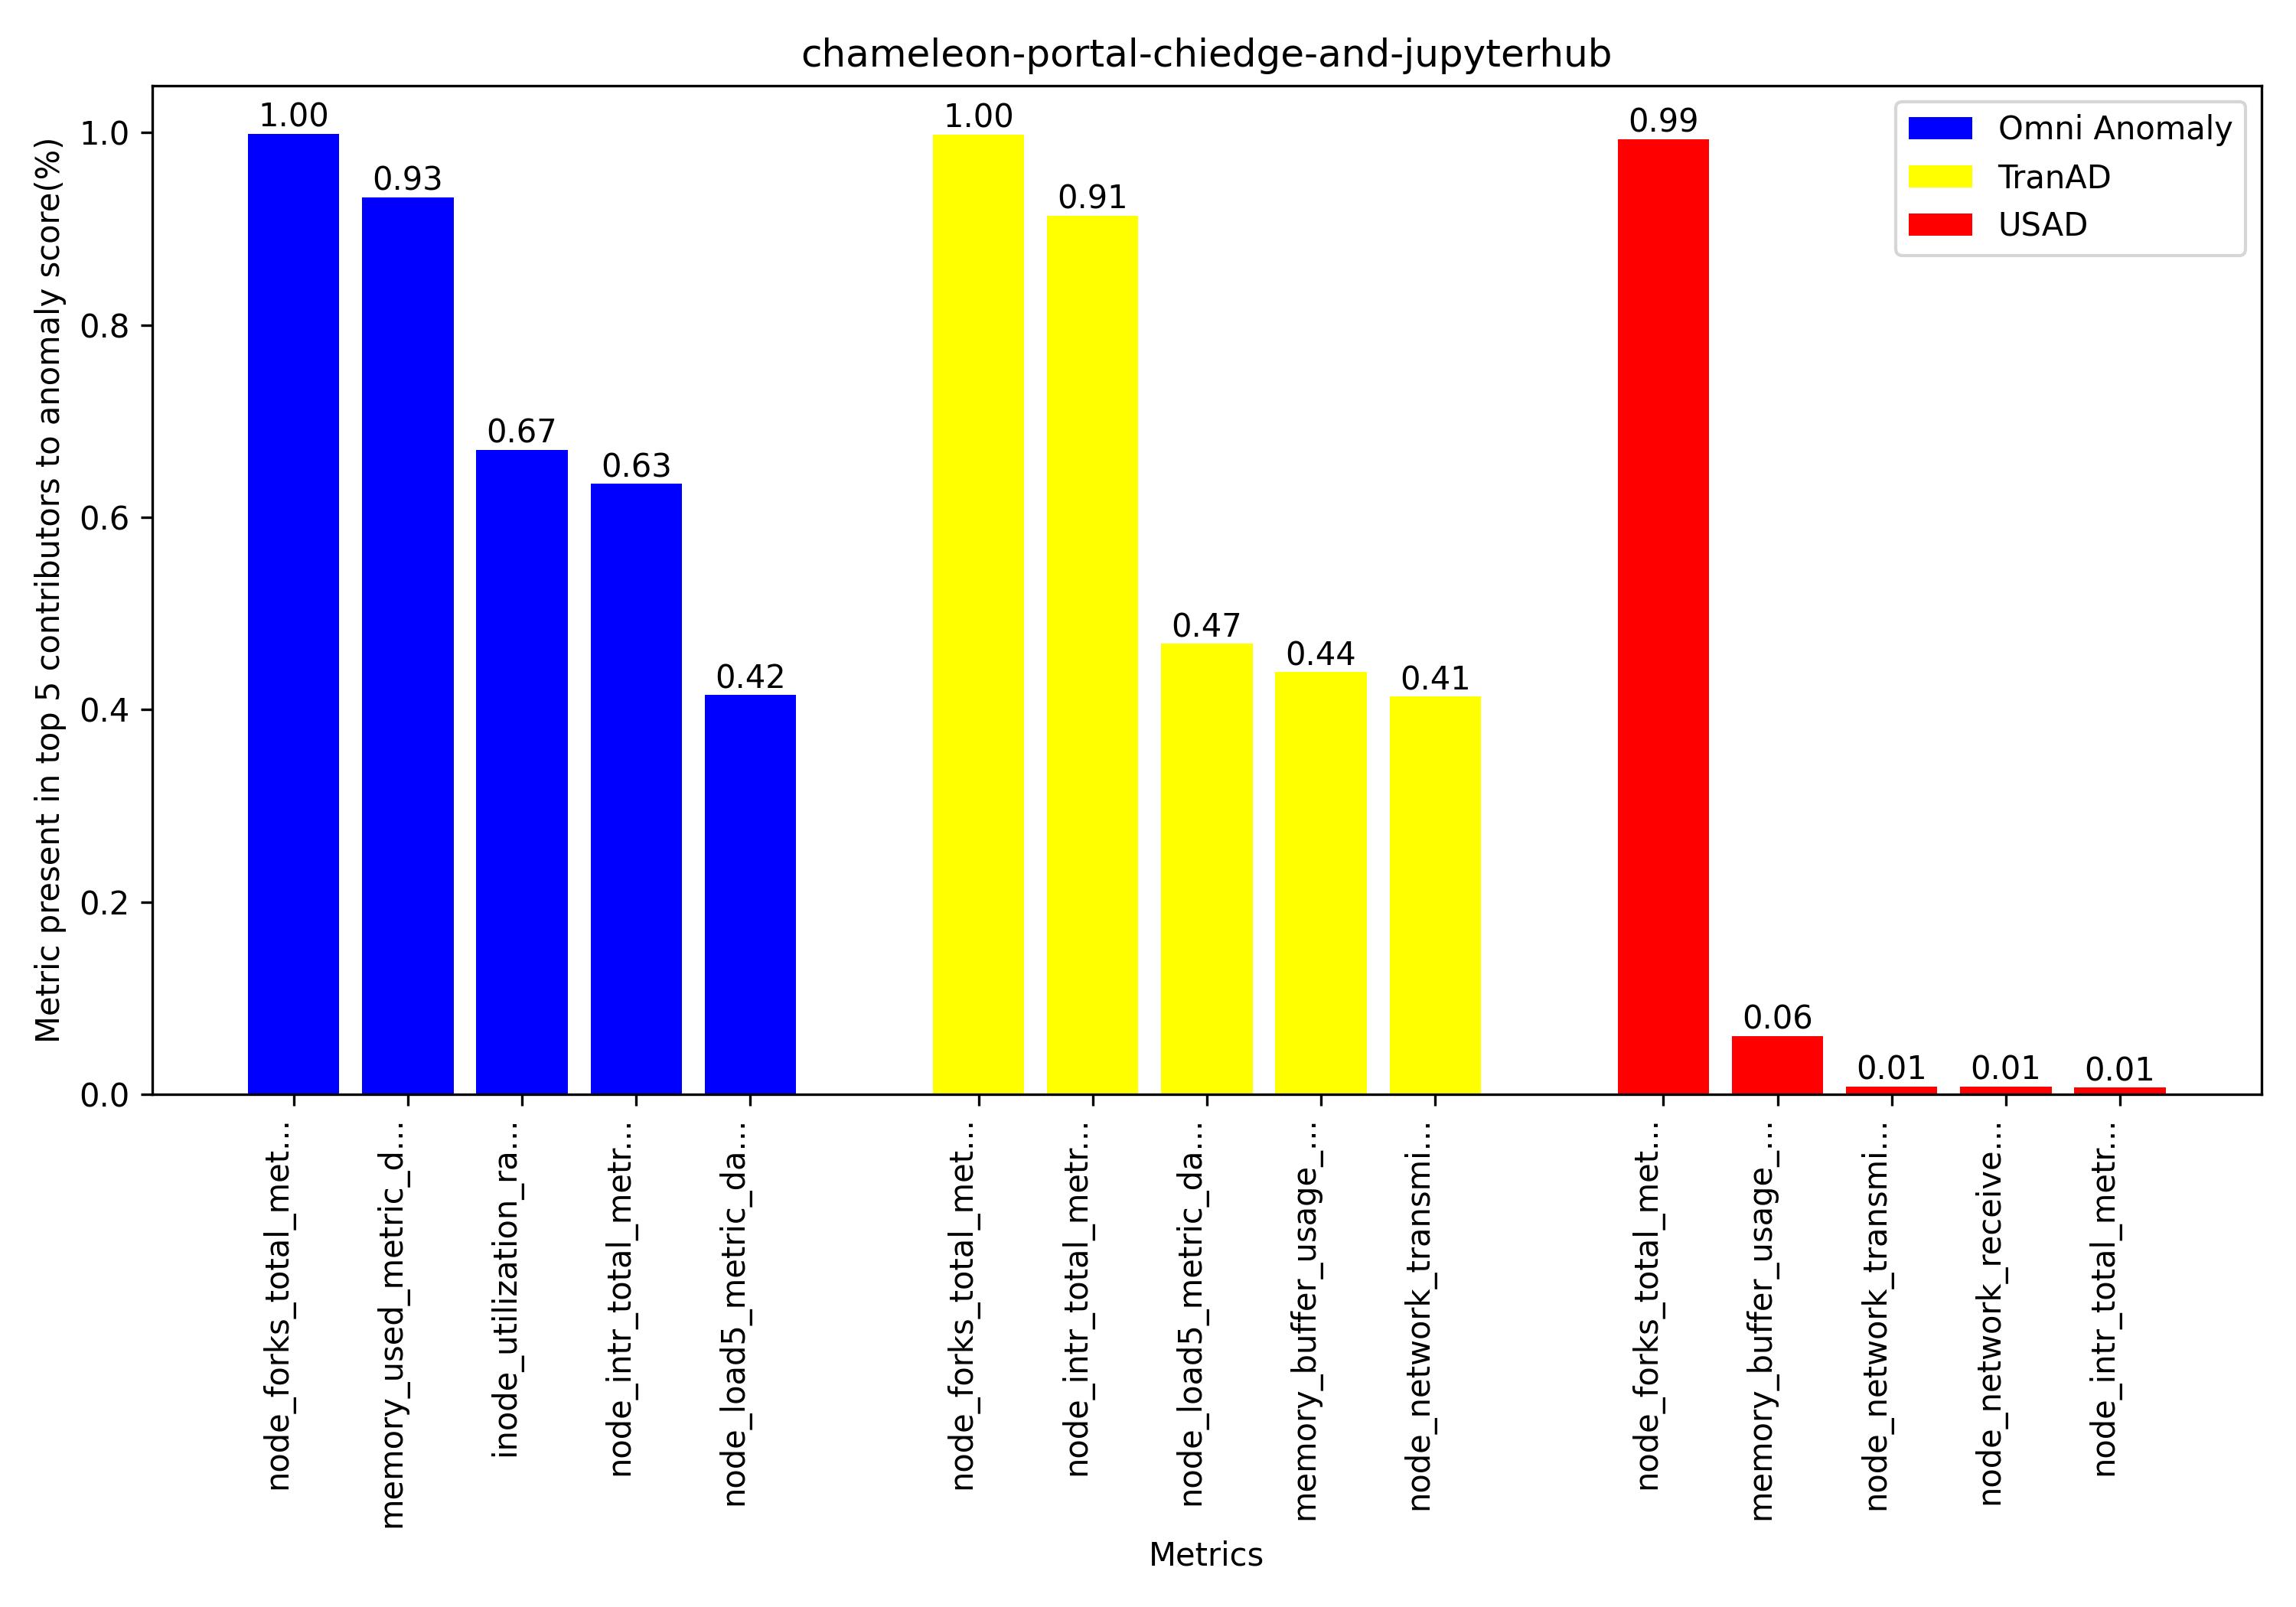 chameleon-portal-chiedge-and-jupyterhub
Metric present in top 5 contributors to anomaly score(%)
1.0
0.8
0.6
0.4
0.2
0.0
1.00
0.93
0.67
0.63
0.42
1.00
0.91
0.47
0.44
0.41
0.99
0.06
0.01
0.01
0.01
Omni Anomaly
TranAD
USAD
node_forks_total_met...
memory_used_metric_d...
inode_utilization_ra...
node_intr_total_metr...
node_load5_metric_da...
node_forks_total_met...
node_intr_total_metr...
node_load5_metric_da...
memory_buffer_usage_...
node_network_transmi...
node_forks_total_met...
memory_buffer_usage_...
node_network_transmi...
node_network_receive...
node_intr_total_metr...
Metrics